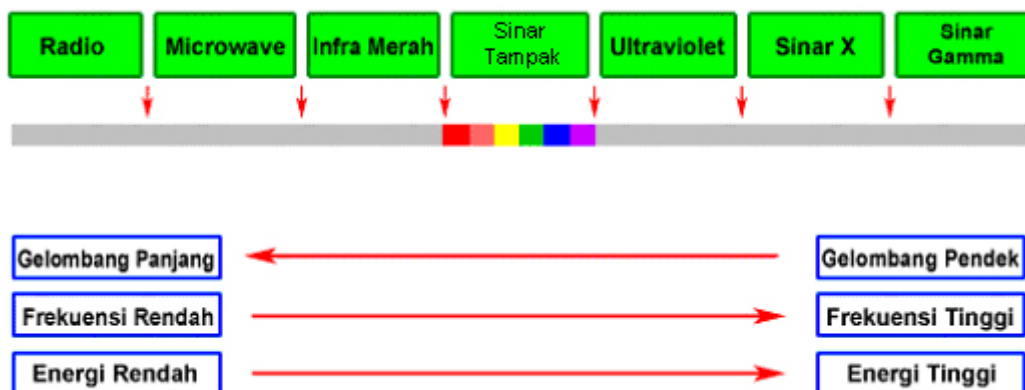 Radio
Microwave
Infra Merah
Sinar
Tampak
Ultraviolet
Sinar X
Sinar
Gamma
Gelombang Panjang
Gelombang Pendek
Frekuensi Rendah
Frekuensi Tinggi
Energi Rendah
Energi Tinggi